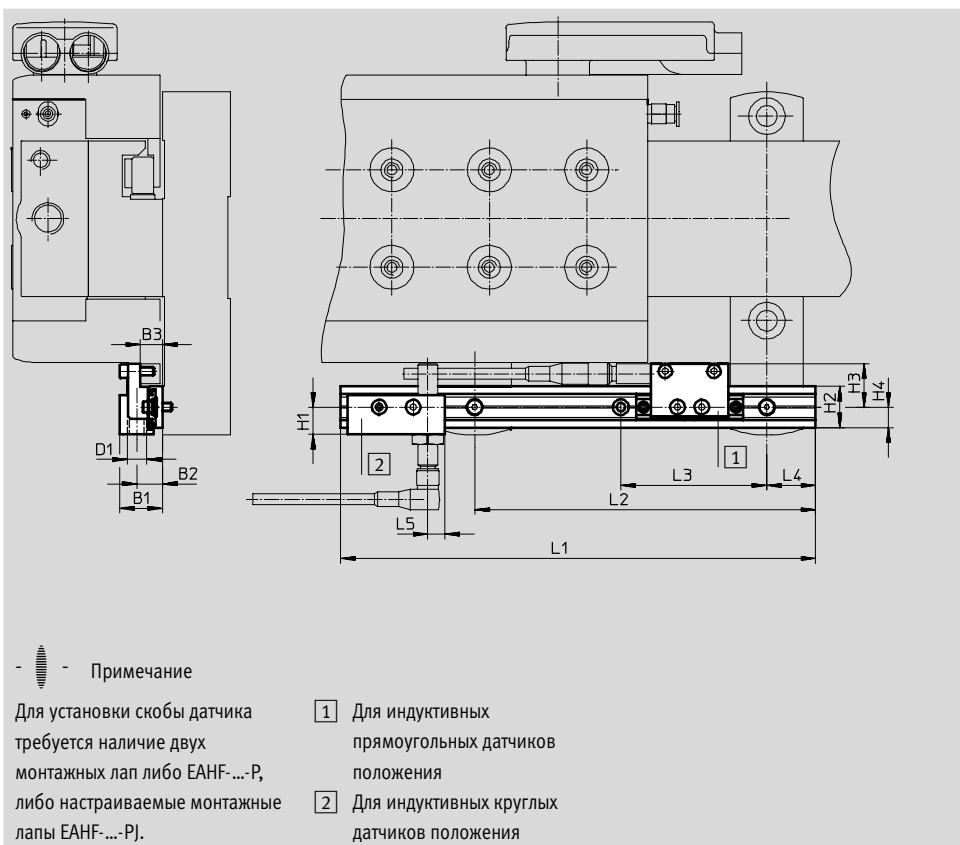 B3
D1
B2
B1
H1
2
L5
L1
L2
L3
L4
1
H2
H3
H4
- - Примечание
Для установки скобы датчика
требуется наличие двух
монтажных лап либо EAHF-...-P,
либо настраиваемые монтажные
лапы EAHF-...-PJ.
1 Для индуктивных
прямоугольных датчиков
положения
2 Для индуктивных круглых
датчиков положения